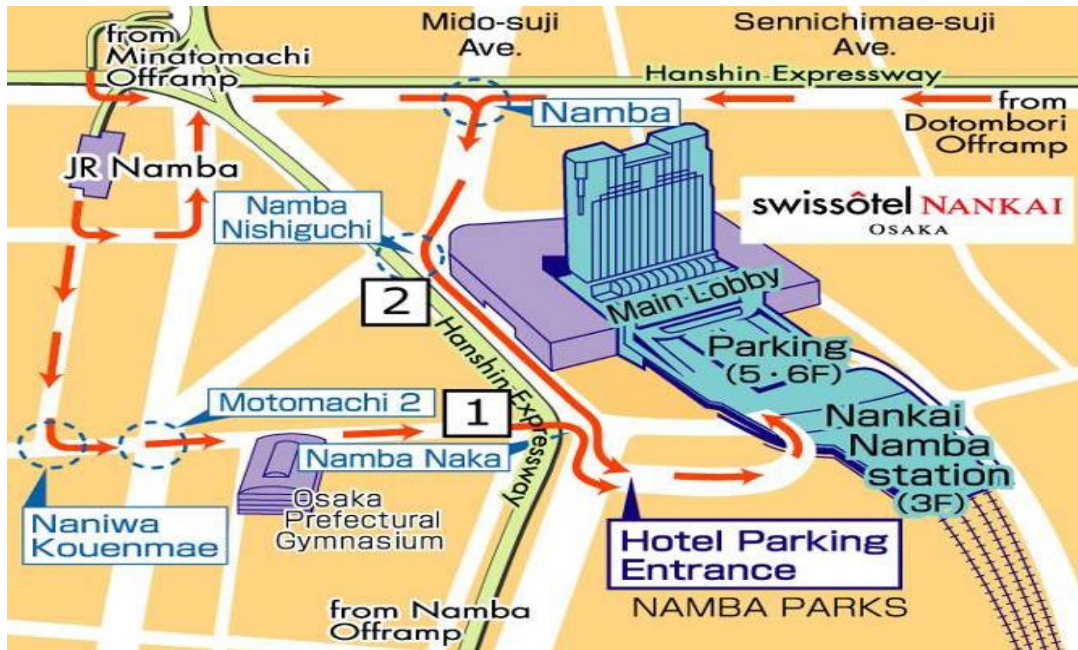 from
Minatomachi
Offramp
Mido-suji
Ave.
Sennichimae-suji
Ave.
Hanshin Expressway
Namba
from
Dotombori
Offramp
JR Namba
Namba
Nishiguchi
swissôtel NANKAI
OSAKA
2
Main Lobby
Hanshin Expressway
Parking
(5・6F)
Motomachi 2
1
Namba Naka
Nankai
Namba
station
(3F)
Naniwa
Kouenmae
Osaka
Prefectural
Gymnasium
Hotel Parking
Entrance
NAMBA PARKS
from Namba
Offramp